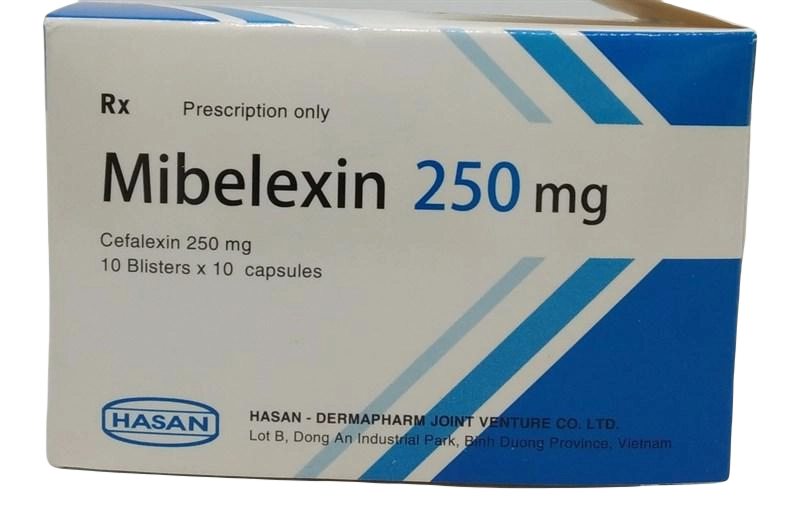 Rx Prescription only
Mibelexin 250 mg
Cefalexin 250 mg
10 Blisters x 10 capsules
HASAN
HASAN - DERMAPHARM JOINT VENTURE CO. LTD.
Lot B, Dong An Industrial Park, Binh Duong Province, Vietnam